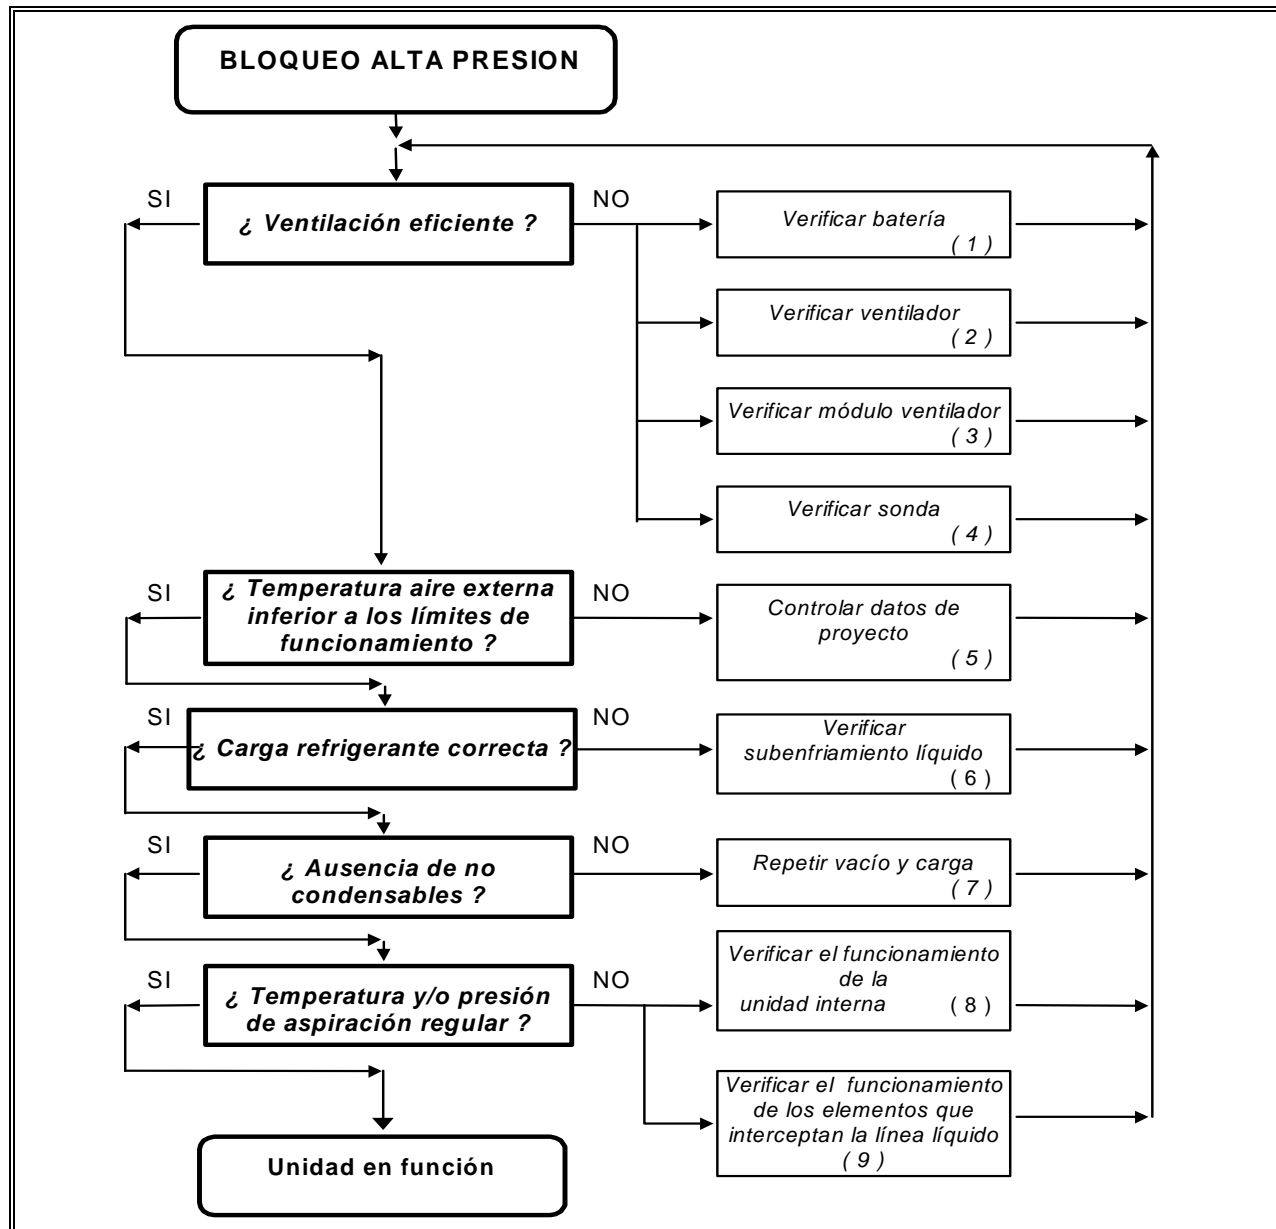 BLOQUEO ALTA PRESION
SI
¿ Ventilación eficiente ?
NO
Verificar batería
( 1 )
Verificar ventilador
( 2 )
Verificar módulo ventilador
( 3 )
Verificar sonda
( 4 )
SI
¿ Temperatura aire externa
inferior a los límites de
funcionamiento ?
NO
Controlar datos de
proyecto
( 5 )
SI
¿ Carga refrigerante correcta ?
NO
Verificar
subenfriamiento líquido
( 6 )
SI
¿ Ausencia de no
condensables ?
NO
Repetir vacío y carga
( 7 )
SI
¿ Temperatura y/o presión
de aspiración regular ?
NO
Verificar el funcionamiento
de la
unidad interna ( 8 )
Verificar el funcionamiento
de los elementos que
interceptan la línea líquido
( 9 )
Unidad en función